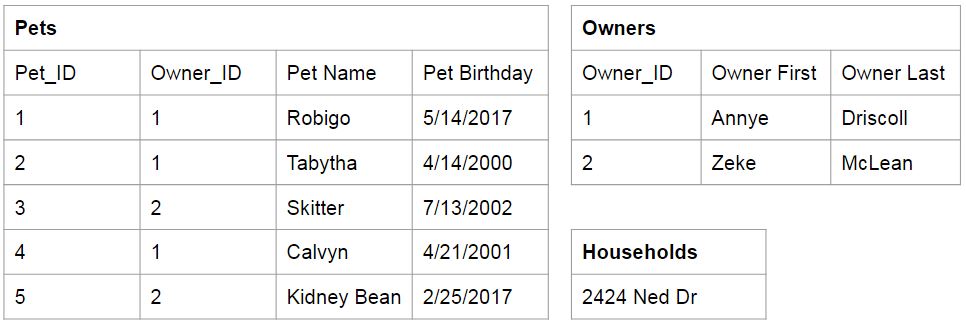 Pets
Pet_ID Owner_ID Pet Name Pet Birthday
1 1 Robigo 5/14/2017
2 1 Tabytha 4/14/2000
3 2 Skitter 7/13/2002
4 1 Calvyn 4/21/2001
5 2 Kidney Bean 2/25/2017
Owners
Owner_ID Owner First Owner Last
1 Annye Driscoll
2 Zeke McLean
Households
2424 Ned Dr